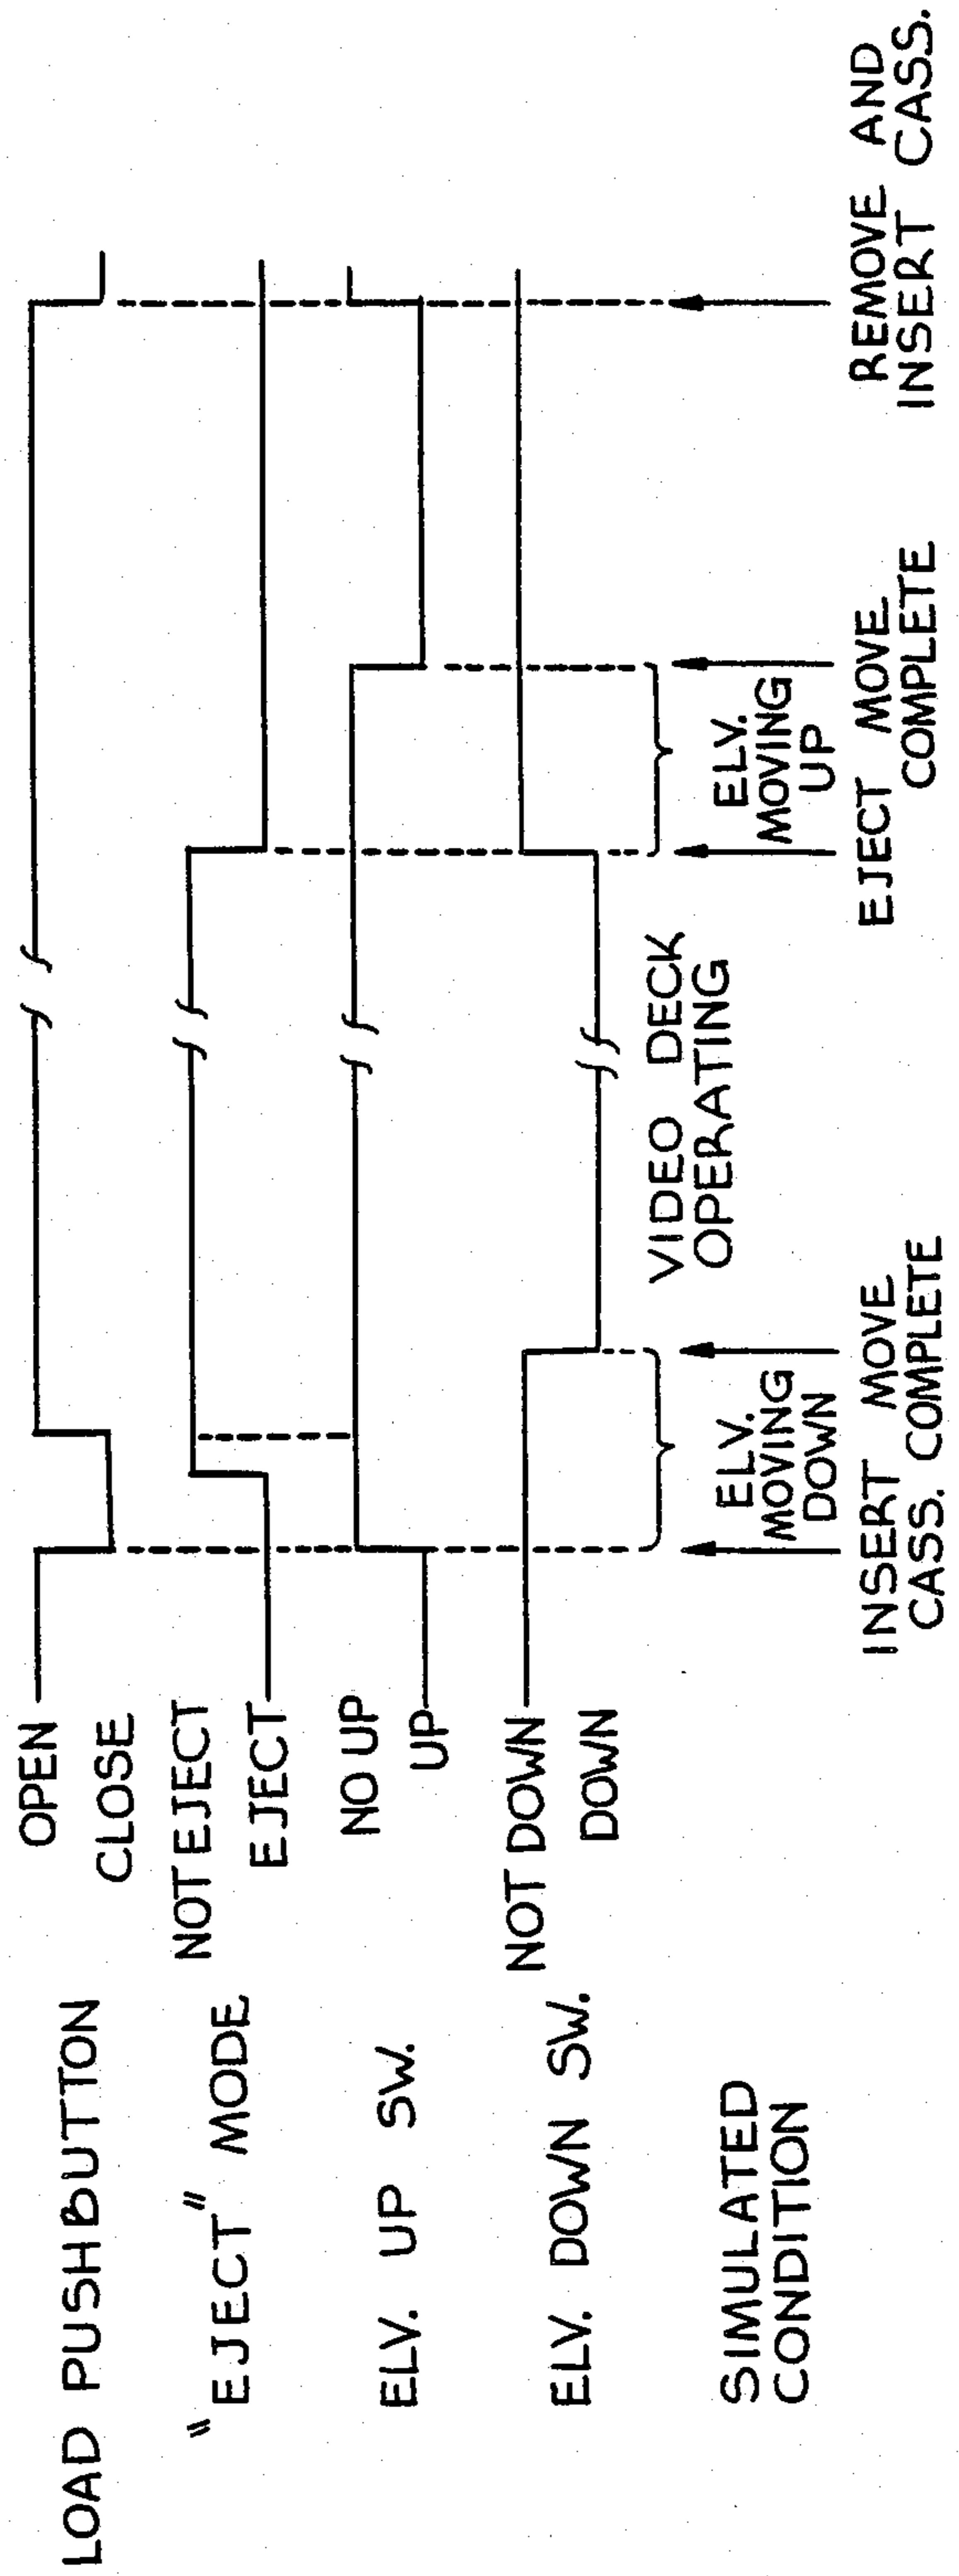 LOAD PUSHBUTTON
OPEN
CLOSE
"EJECT" MODE
NOT EJECT
EJECT
ELV. UP SW.
NO UP
UP
ELV. DOWN SW.
NOT DOWN
DOWN
SIMULATED
CONDITION
ELV.
MOVING
DOWN
VIDEO DECK
OPERATING
ELV.
MOVING
UP
INSERT MOVE
CASS. COMPLETE
EJECT MOVE
COMPLETE
REMOVE AND
INSERT CASS.